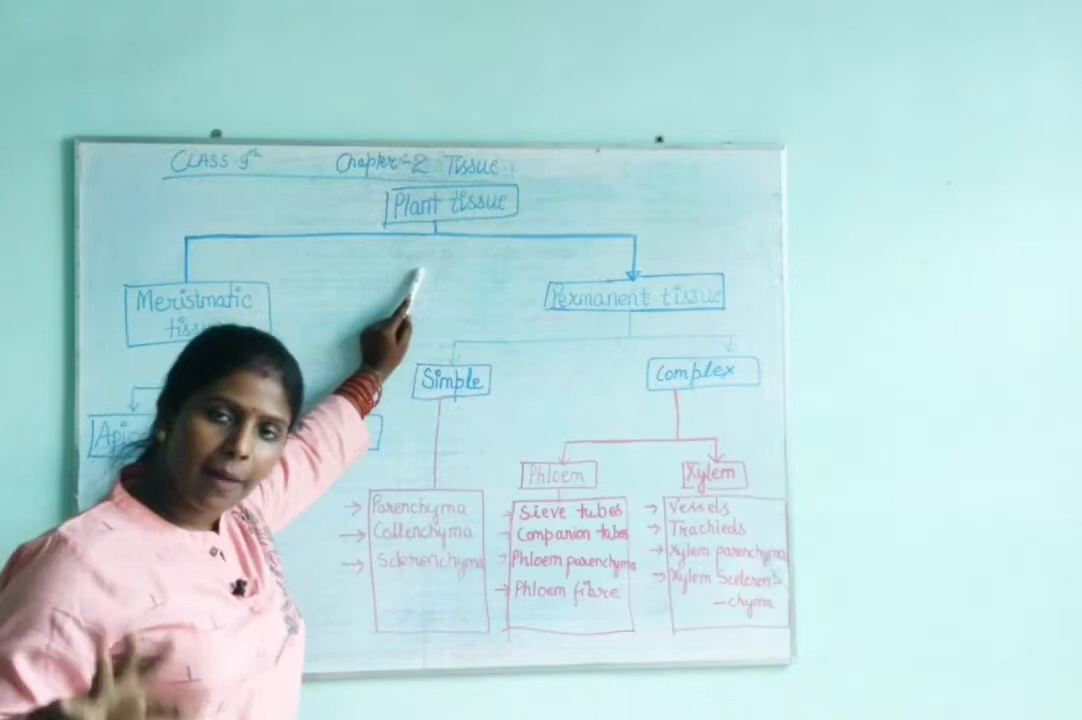 CLASS 9th Chapter-2 Tissue
Plant tissue
Meristmatic
Permanent tissue
Simple
Complex
Phloem
Xylem
Parenchyma
Collenchyma
Sclerenchyma
Sieve tubes
Companion tubes
Phloem parenchyma
Phloem fibre
Vessels
Trachieds
Xylem parenchyma
Xylem Sceleren
-chyma